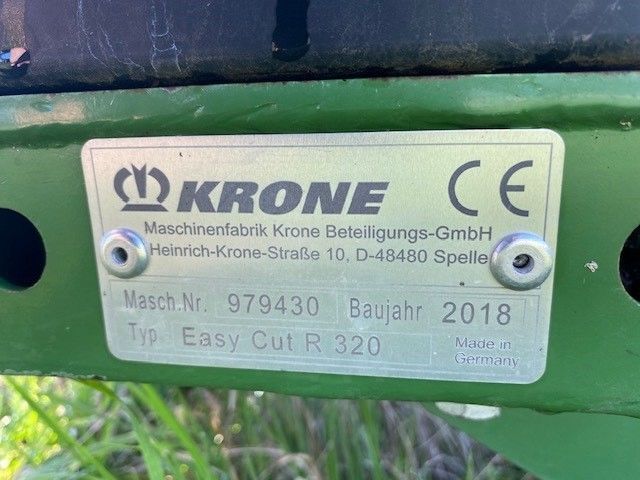 KRONE CE
Maschinenfabrik Krone Beteiligungs-GmbH
Heinrich-Krone-Straße 10, D-48480 Spelle
Masch.Nr. 979430 Baujahr 2018
Typ Easy Cut R 320 Made in Germany